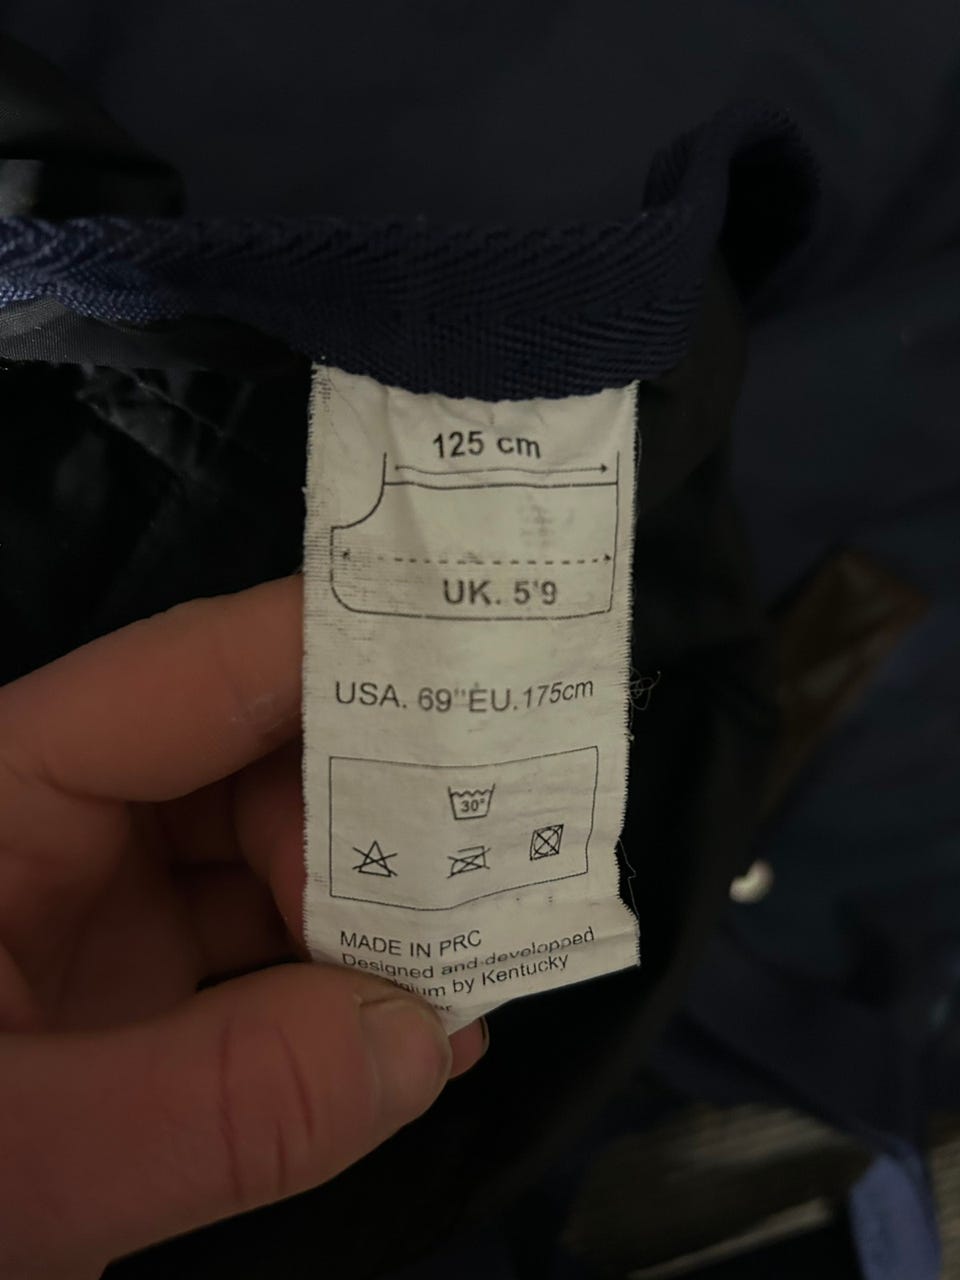 125 cm
UK. 5'9
USA. 69" EU. 175cm
30°
MADE IN PRC
Designed and developped
by Kentucky